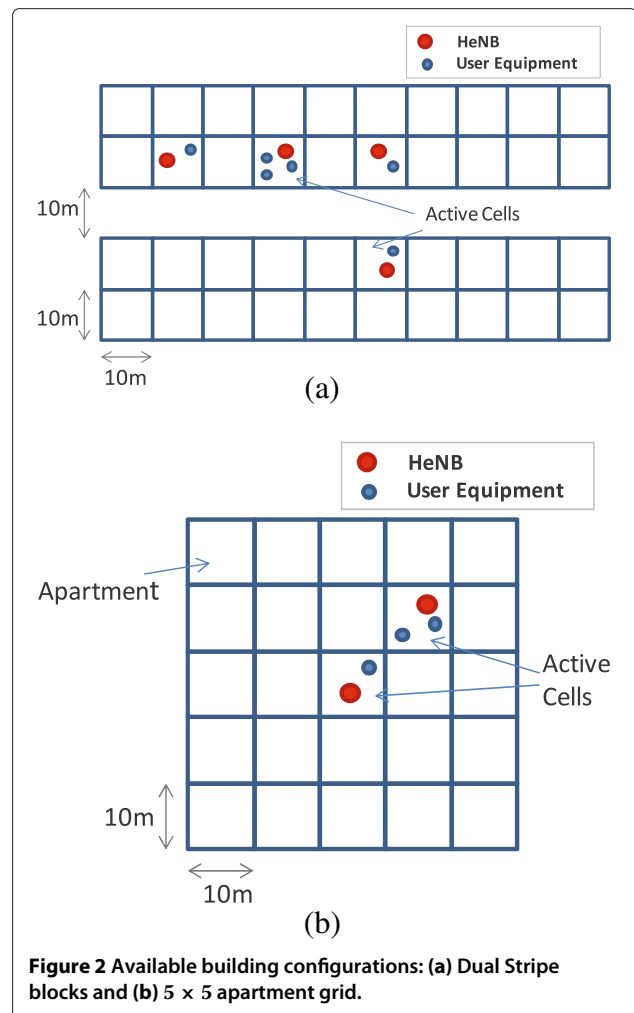 HeNB
User Equipment
10m
Active Cells
10m
10m
(a)
HeNB
User Equipment
Apartment
Active
Cells
10m
10m
(b)
Figure 2 Available building configurations: (a) Dual Stripe
blocks and (b) 5 × 5 apartment grid.